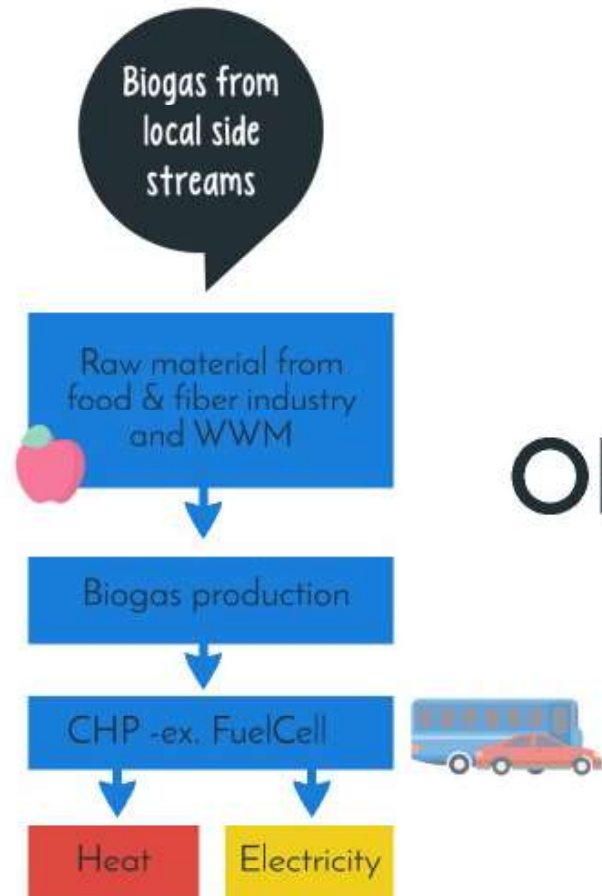 Biogas from
local side
streams
Raw material from
food & fiber industry
and WWM
Biogas production
CHP -ex. FuelCell
Heat
Electricity